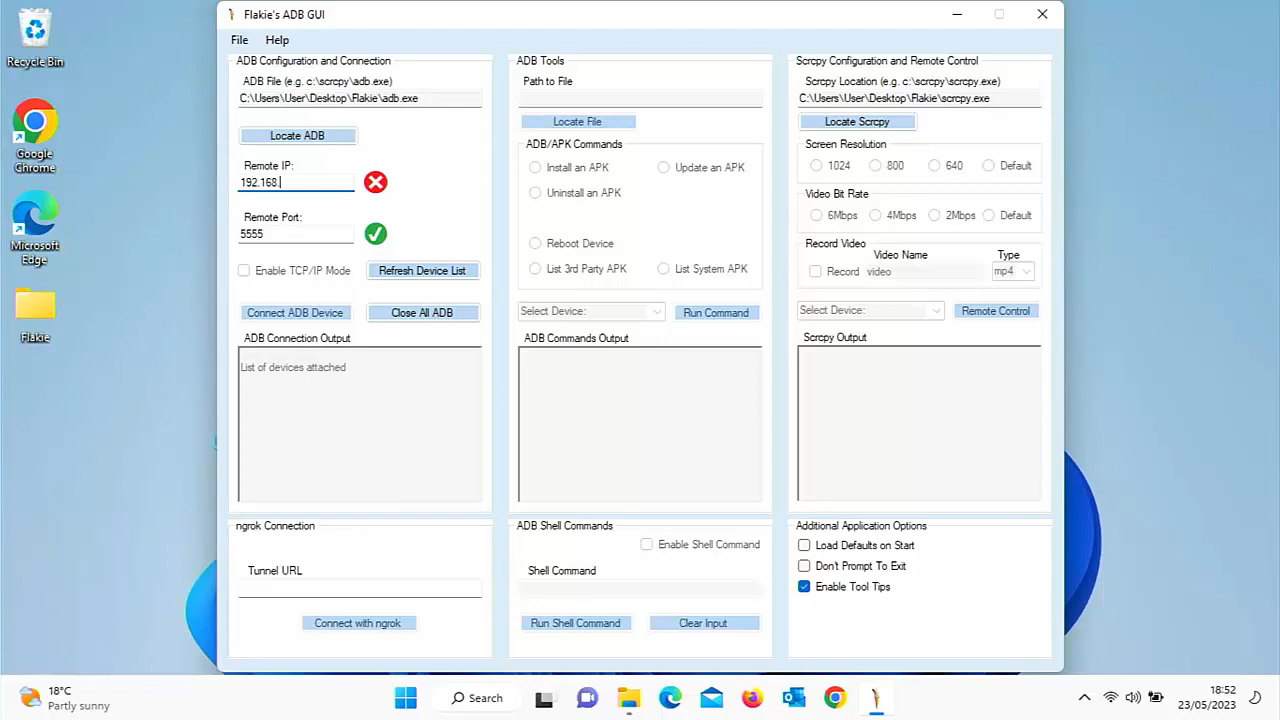 Recycle Bin
Google
Chrome
Microsoft
Edge
Flakie
Flakie's ADB GUI
File Help
ADB Configuration and Connection
ADB File (e.g. c:\scrcpy\adb.exe)
C:\Users\User\Desktop\Flakie\adb.exe
Locate ADB
Remote IP:
192.168.
Remote Port:
5555
Enable TCP/IP Mode Refresh Device List
Connect ADB Device Close All ADB
ADB Connection Output
List of devices attached
ngrok Connection
Tunnel URL
Connect with ngrok
ADB Tools
Path to File
Locate File
ADB/APK Commands
Install an APK Update an APK
Uninstall an APK
Reboot Device
List 3rd Party APK List System APK
Select Device: Run Command
ADB Commands Output
ADB Shell Commands
Enable Shell Command
Shell Command
Run Shell Command Clear Input
Scrcpy Configuration and Remote Control
Scrcpy Location (e.g. c:\scrcpy\scrcpy.exe)
C:\Users\User\Desktop\Flakie\scrcpy.exe
Locate Scrcpy
Screen Resolution
1024 800 640 Default
Video Bit Rate
6Mbps 4Mbps 2Mbps Default
Record Video
Video Name Type
Record video mp4
Select Device: Remote Control
Scrcpy Output
Additional Application Options
Load Defaults on Start
Don't Prompt To Exit
Enable Tool Tips
18°C
Partly sunny
Search
18:52
23/05/2023